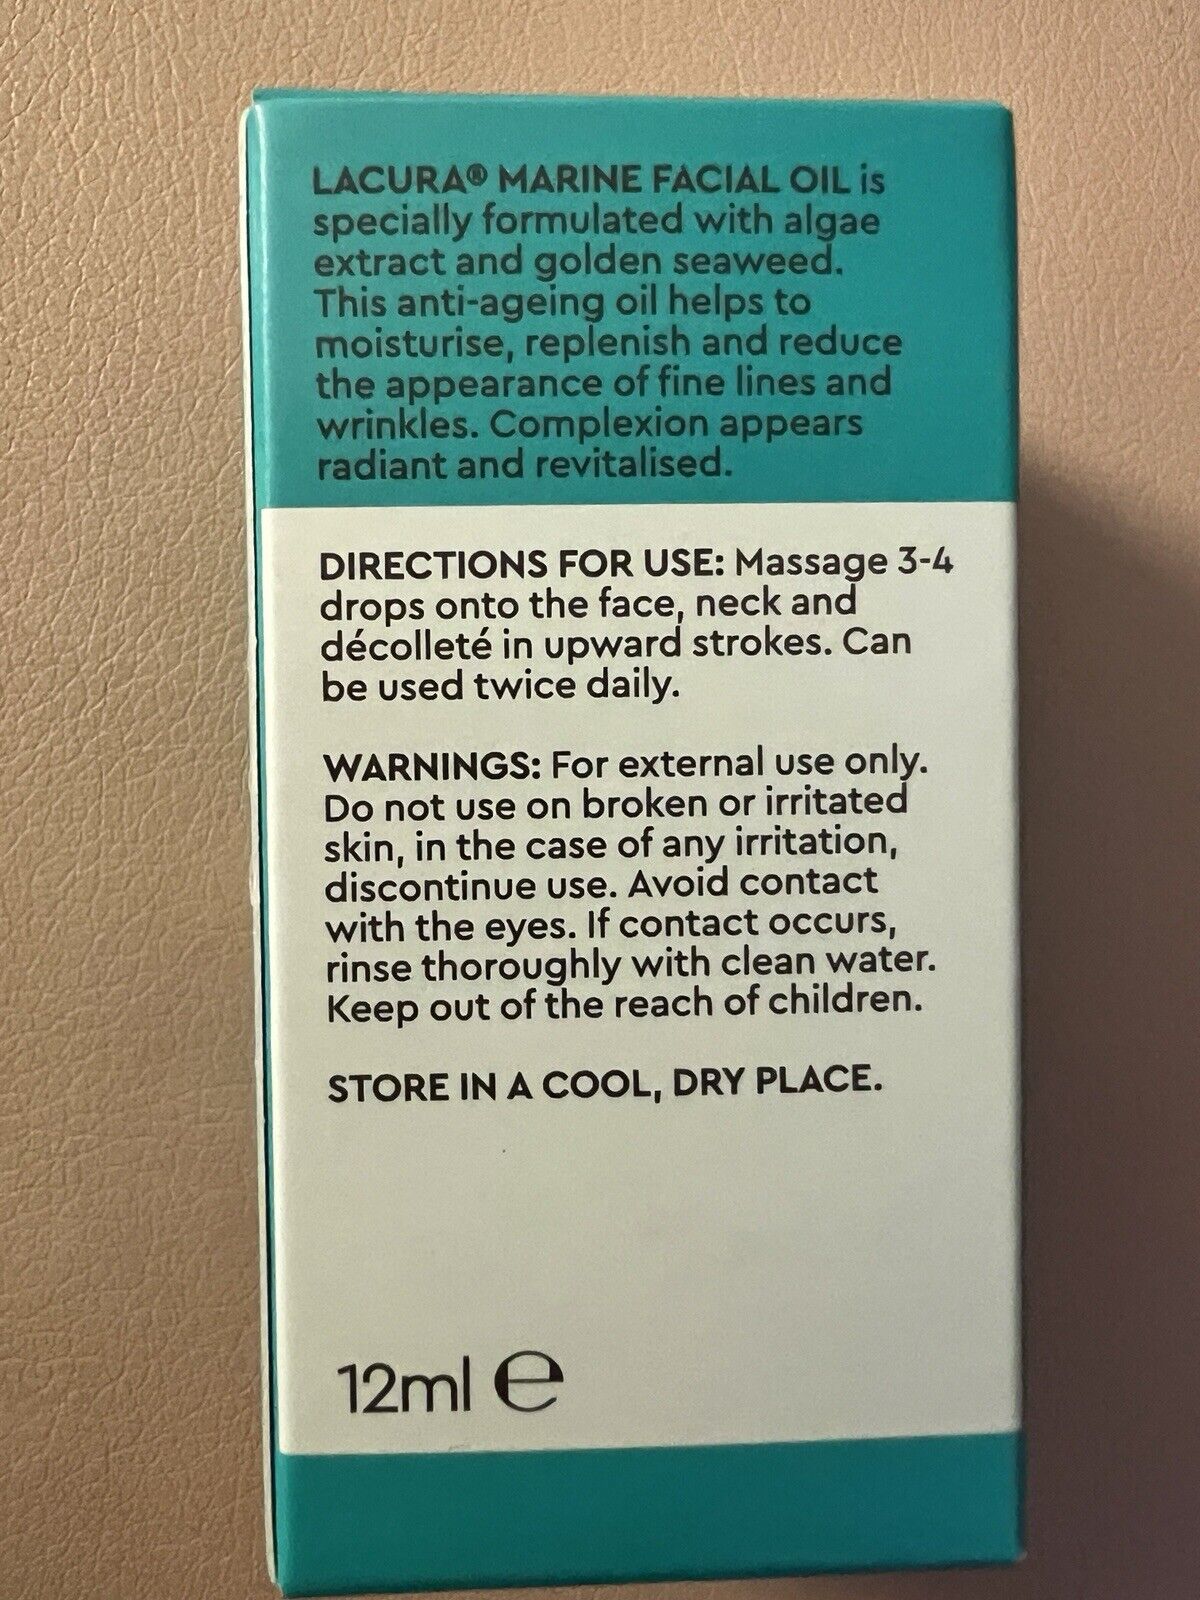 LACURA® MARINE FACIAL OIL is
specially formulated with algae
extract and golden seaweed.
This anti-ageing oil helps to
moisturise, replenish and reduce
the appearance of fine lines and
wrinkles. Complexion appears
radiant and revitalised.
DIRECTIONS FOR USE: Massage 3-4
drops onto the face, neck and
décolleté in upward strokes. Can
be used twice daily.
WARNINGS: For external use only.
Do not use on broken or irritated
skin, in the case of any irritation,
discontinue use. Avoid contact
with the eyes. If contact occurs,
rinse thoroughly with clean water.
Keep out of the reach of children.
STORE IN A COOL, DRY PLACE.
12ml ℮